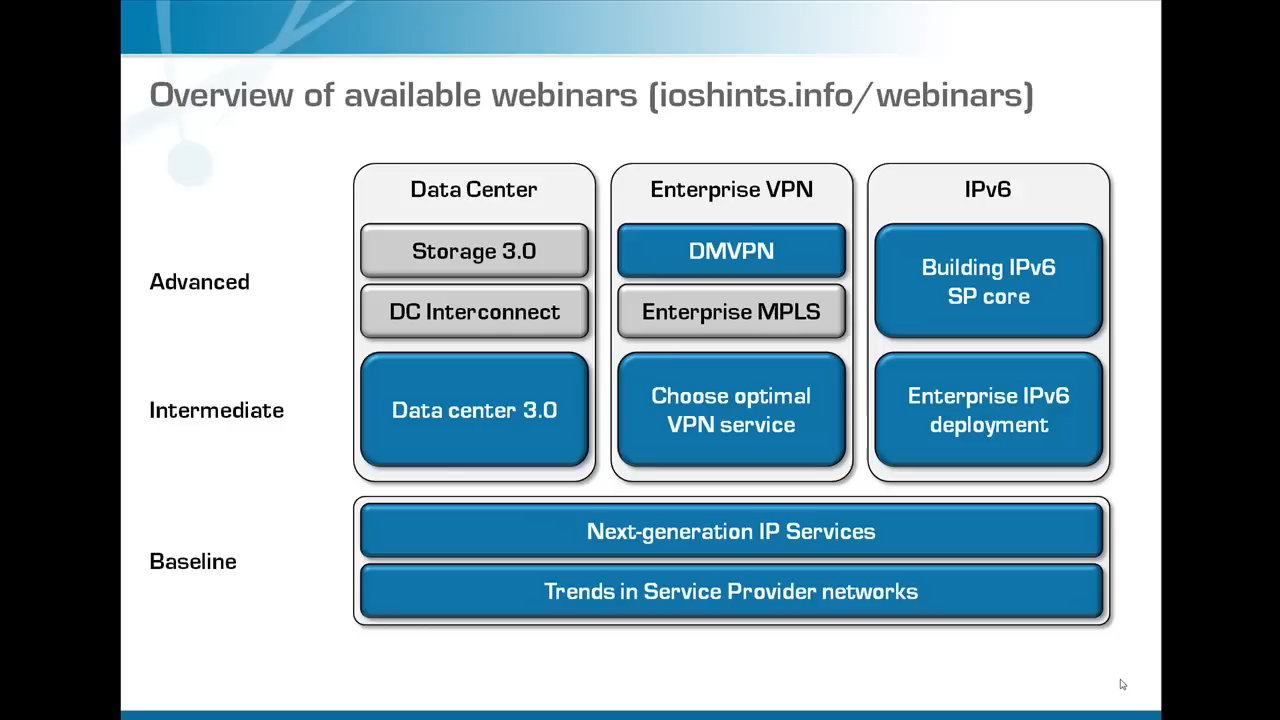 Overview of available webinars (ioshints.info/webinars)
Data Center
Enterprise VPN
IPv6
Advanced
Storage 3.0
DMVPN
Building IPv6
SP core
DC Interconnect
Enterprise MPLS
Intermediate
Data center 3.0
Choose optimal
VPN service
Enterprise IPv6
deployment
Baseline
Next-generation IP Services
Trends in Service Provider networks